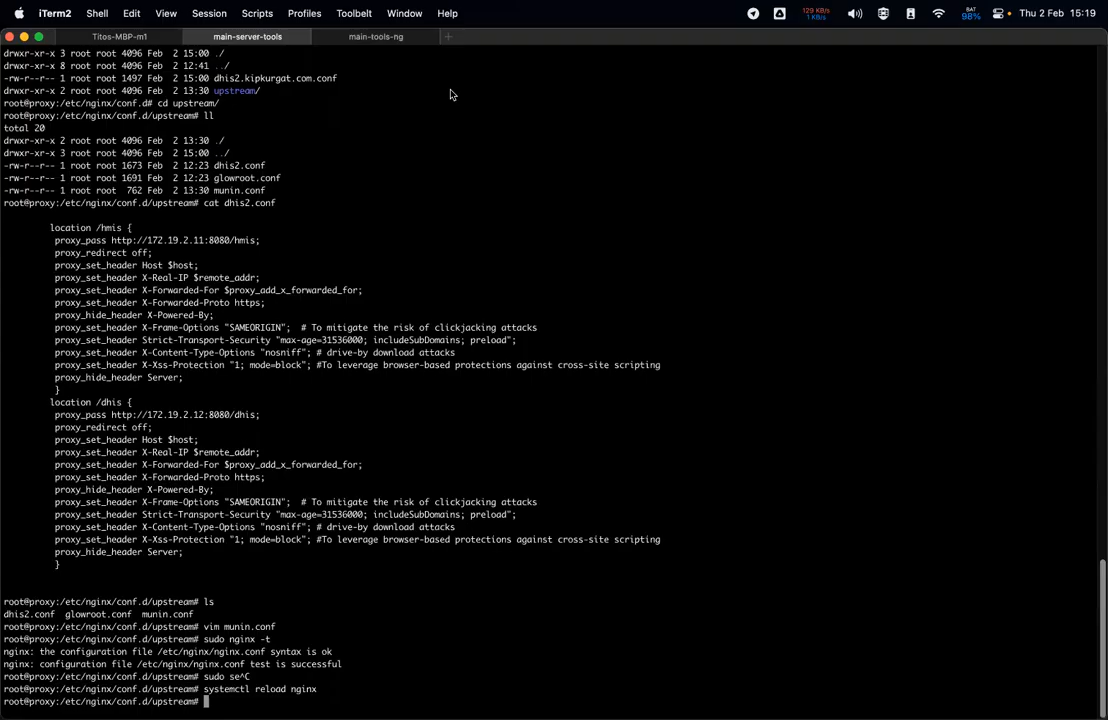 iTerm2 Shell Edit View Session Scripts Profiles Toolbelt Window Help 129 KB/s 1 KB/s BAT 98% Thu 2 Feb 15:19
Titos-MBP-m1 main-server-tools main-tools-ng +
drwxr-xr-x 3 root root 4096 Feb  2 15:00 ./
drwxr-xr-x 8 root root 4096 Feb  2 12:41 ../
-rw-r--r-- 1 root root 1497 Feb  2 15:00 dhis2.kipkurgat.com.conf
drwxr-xr-x 2 root root 4096 Feb  2 13:30 upstream/
root@proxy:/etc/nginx/conf.d# cd upstream/
root@proxy:/etc/nginx/conf.d/upstream# ll
total 20
drwxr-xr-x 2 root root 4096 Feb  2 13:30 ./
drwxr-xr-x 3 root root 4096 Feb  2 15:00 ../
-rw-r--r-- 1 root root 1673 Feb  2 12:23 dhis2.conf
-rw-r--r-- 1 root root 1691 Feb  2 12:23 glowroot.conf
-rw-r--r-- 1 root root  762 Feb  2 13:30 munin.conf
root@proxy:/etc/nginx/conf.d/upstream# cat dhis2.conf
location /hmis {
proxy_pass http://172.19.2.11:8080/hmis;
proxy_redirect off;
proxy_set_header Host $host;
proxy_set_header X-Real-IP $remote_addr;
proxy_set_header X-Forwarded-For $proxy_add_x_forwarded_for;
proxy_set_header X-Forwarded-Proto https;
proxy_hide_header X-Powered-By;
proxy_set_header X-Frame-Options "SAMEORIGIN";  # To mitigate the risk of clickjacking attacks
proxy_set_header Strict-Transport-Security "max-age=31536000; includeSubDomains; preload";
proxy_set_header X-Content-Type-Options "nosniff"; # drive-by download attacks
proxy_set_header X-Xss-Protection "1; mode=block"; #To leverage browser-based protections against cross-site scripting
proxy_hide_header Server;
}
location /dhis {
proxy_pass http://172.19.2.12:8080/dhis;
proxy_redirect off;
proxy_set_header Host $host;
proxy_set_header X-Real-IP $remote_addr;
proxy_set_header X-Forwarded-For $proxy_add_x_forwarded_for;
proxy_set_header X-Forwarded-Proto https;
proxy_hide_header X-Powered-By;
proxy_set_header X-Frame-Options "SAMEORIGIN";  # To mitigate the risk of clickjacking attacks
proxy_set_header Strict-Transport-Security "max-age=31536000; includeSubDomains; preload";
proxy_set_header X-Content-Type-Options "nosniff"; # drive-by download attacks
proxy_set_header X-Xss-Protection "1; mode=block"; #To leverage browser-based protections against cross-site scripting
proxy_hide_header Server;
}
root@proxy:/etc/nginx/conf.d/upstream# ls
dhis2.conf  glowroot.conf  munin.conf
root@proxy:/etc/nginx/conf.d/upstream# vim munin.conf
root@proxy:/etc/nginx/conf.d/upstream# sudo nginx -t
nginx: the configuration file /etc/nginx/nginx.conf syntax is ok
nginx: configuration file /etc/nginx/nginx.conf test is successful
root@proxy:/etc/nginx/conf.d/upstream# sudo se^C
root@proxy:/etc/nginx/conf.d/upstream# systemctl reload nginx
root@proxy:/etc/nginx/conf.d/upstream#